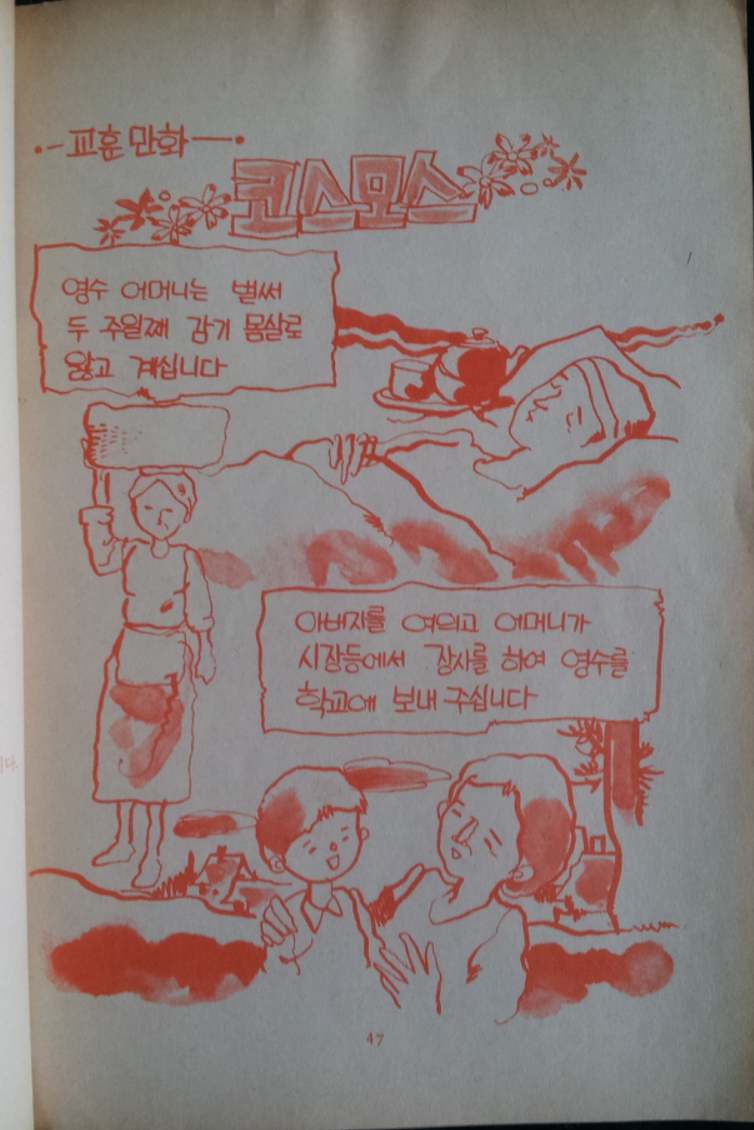 교훈 만화
코스모스
영수 어머니는 벌써
두 주일째 감기 몸살로
앓고 계십니다
아버지를 여의고 어머니가
시장등에서 장사를 하여 영수를
학교에 보내 주십니다
47